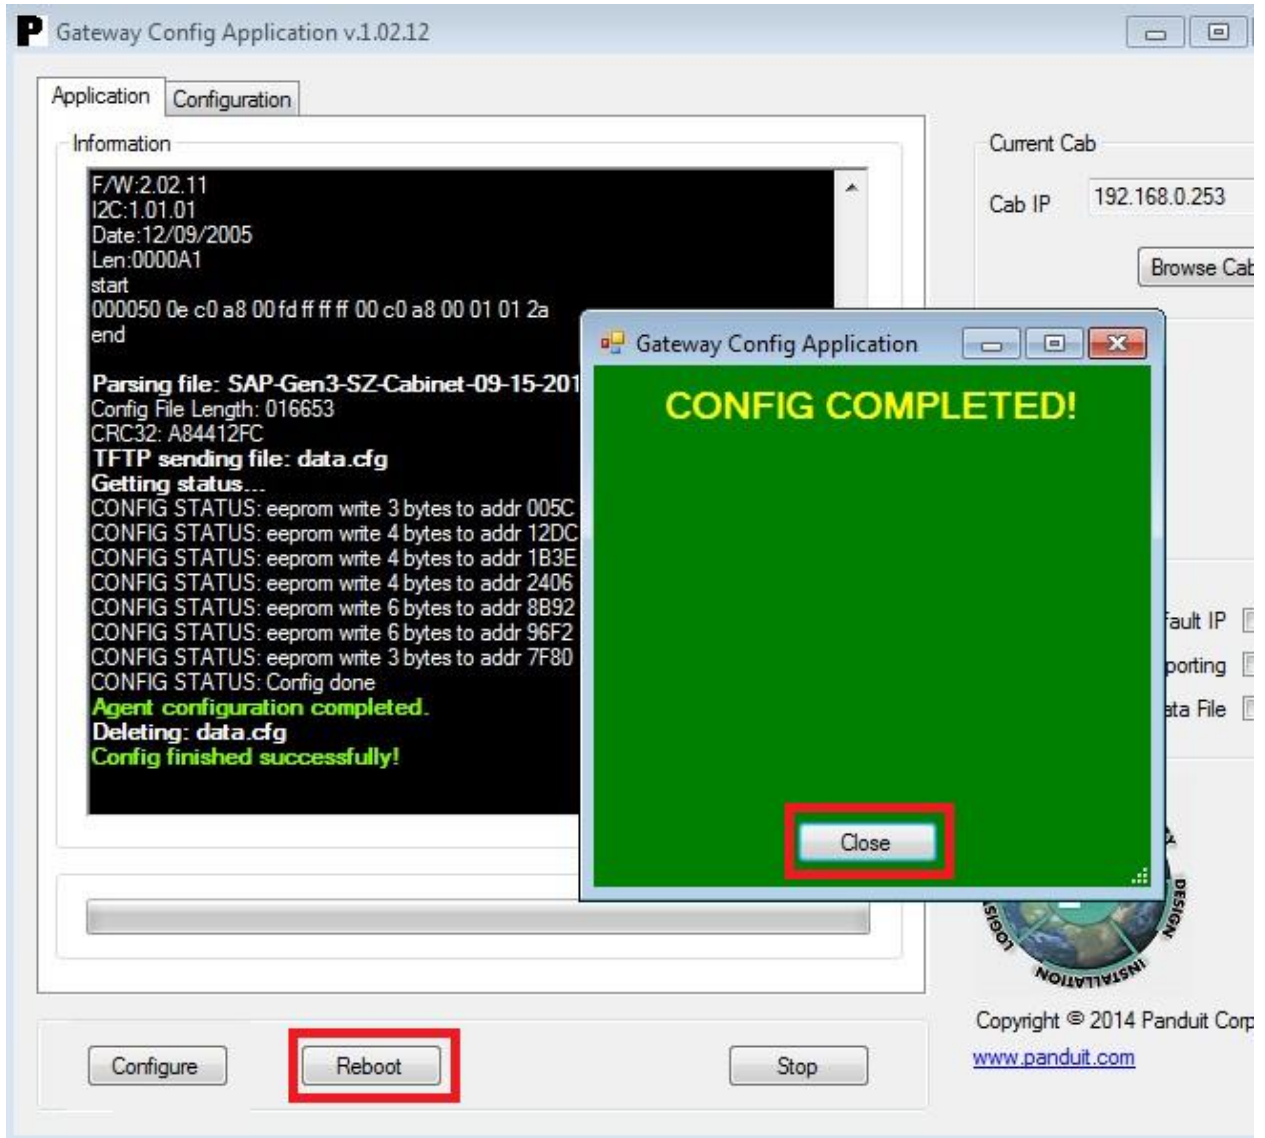 P Gateway Config Application v.1.02.12
Application Configuration
Information
F/W:2.02.11
I2C:1.01.01
Date:12/09/2005
Len:0000A1
start
000050 0e c0 a8 00 fd ff ff ff 00 c0 a8 00 01 01 2a
end
Parsing file: SAP-Gen3-SZ-Cabinet-09-15-201
Config File Length: 016653
CRC32: A84412FC
TFTP sending file: data.cfg
Getting status...
CONFIG STATUS: eeprom write 3 bytes to addr 005C
CONFIG STATUS: eeprom write 4 bytes to addr 12DC
CONFIG STATUS: eeprom write 4 bytes to addr 1B3E
CONFIG STATUS: eeprom write 4 bytes to addr 2406
CONFIG STATUS: eeprom write 6 bytes to addr 8B92
CONFIG STATUS: eeprom write 6 bytes to addr 96F2
CONFIG STATUS: eeprom write 3 bytes to addr 7F80
CONFIG STATUS: Config done
Agent configuration completed.
Deleting: data.cfg
Config finished successfully!
Current Cab
Cab IP 192.168.0.253
Browse Cab
Gateway Config Application
CONFIG COMPLETED!
Close
fault IP
porting
ata File
DESIGN
INSTALLATION
Copyright © 2014 Panduit Corp
www.panduit.com
Configure Reboot Stop